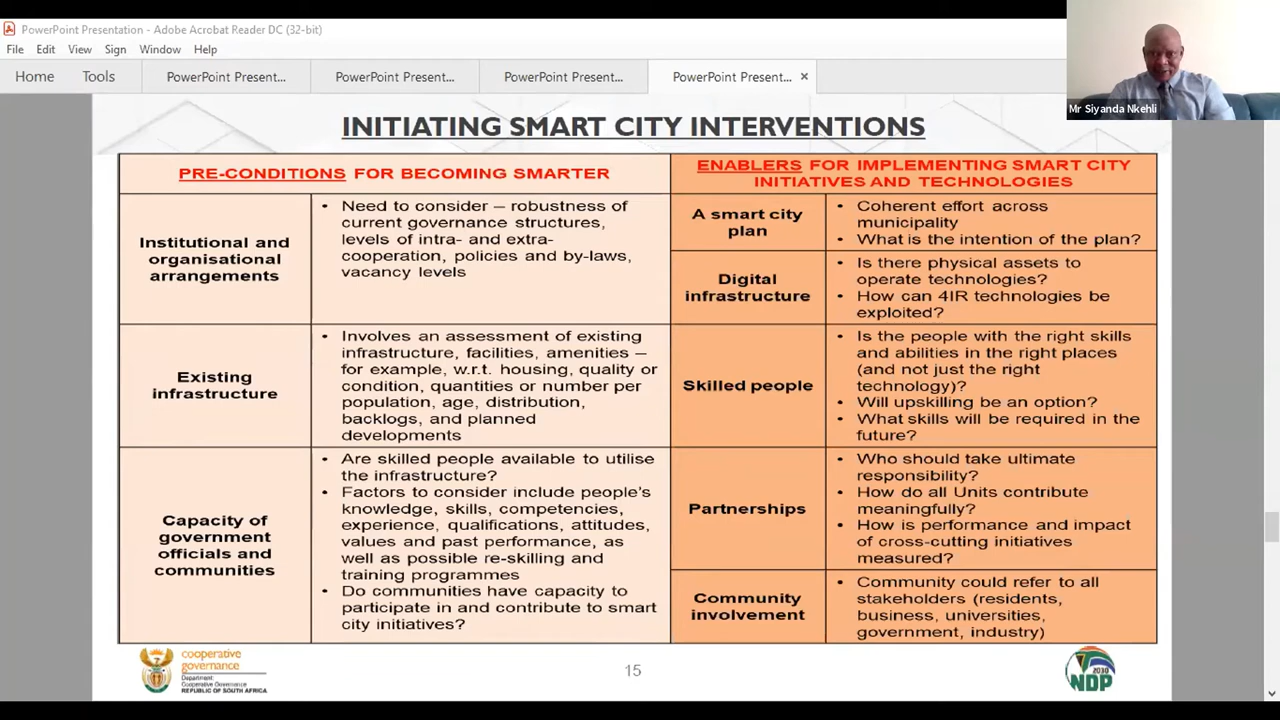 PowerPoint Presentation - Adobe Acrobat Reader DC (32-bit)
File Edit View Sign Window Help
Home Tools PowerPoint Present... PowerPoint Present... PowerPoint Present... PowerPoint Present... ×
Mr Siyanda Nkehli
INITIATING SMART CITY INTERVENTIONS
PRE-CONDITIONS FOR BECOMING SMARTER
Institutional and
organisational
arrangements
• Need to consider – robustness of
current governance structures,
levels of intra- and extra-
cooperation, policies and by-laws,
vacancy levels
Existing
infrastructure
• Involves an assessment of existing
infrastructure, facilities, amenities –
for example, w.r.t. housing, quality or
condition, quantities or number per
population, age, distribution,
backlogs, and planned
developments
Capacity of
government
officials and
communities
• Are skilled people available to utilise
the infrastructure?
• Factors to consider include people's
knowledge, skills, competencies,
experience, qualifications, attitudes,
values and past performance, as
well as possible re-skilling and
training programmes
• Do communities have capacity to
participate in and contribute to smart
city initiatives?
ENABLERS FOR IMPLEMENTING SMART CITY
INITIATIVES AND TECHNOLOGIES
A smart city
plan
• Coherent effort across
municipality
• What is the intention of the plan?
Digital
infrastructure
• Is there physical assets to
operate technologies?
• How can 4IR technologies be
exploited?
Skilled people
• Is the people with the right skills
and abilities in the right places
(and not just the right
technology)?
• Will upskilling be an option?
• What skills will be required in the
future?
Partnerships
• Who should take ultimate
responsibility?
• How do all Units contribute
meaningfully?
• How is performance and impact
of cross-cutting initiatives
measured?
Community
involvement
• Community could refer to all
stakeholders (residents,
business, universities,
government, industry)
cooperative
governance
Department:
Cooperative Governance
REPUBLIC OF SOUTH AFRICA
15
2030
NDP